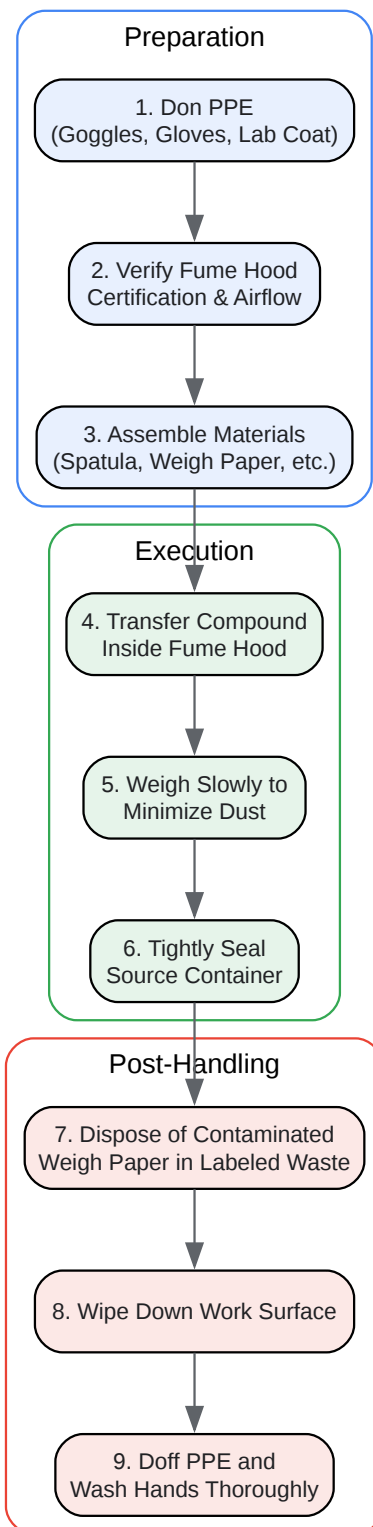 Preparation
1. Don PPE
(Goggles, Gloves, Lab Coat)
2. Verify Fume Hood
Certification & Airflow
3. Assemble Materials
(Spatula, Weigh Paper, etc.)
Execution
4. Transfer Compound
Inside Fume Hood
5. Weigh Slowly to
Minimize Dust
6. Tightly Seal
Source Container
Post-Handling
7. Dispose of Contaminated
Weigh Paper in Labeled Waste
8. Wipe Down Work Surface
9. Doff PPE and
Wash Hands Thoroughly